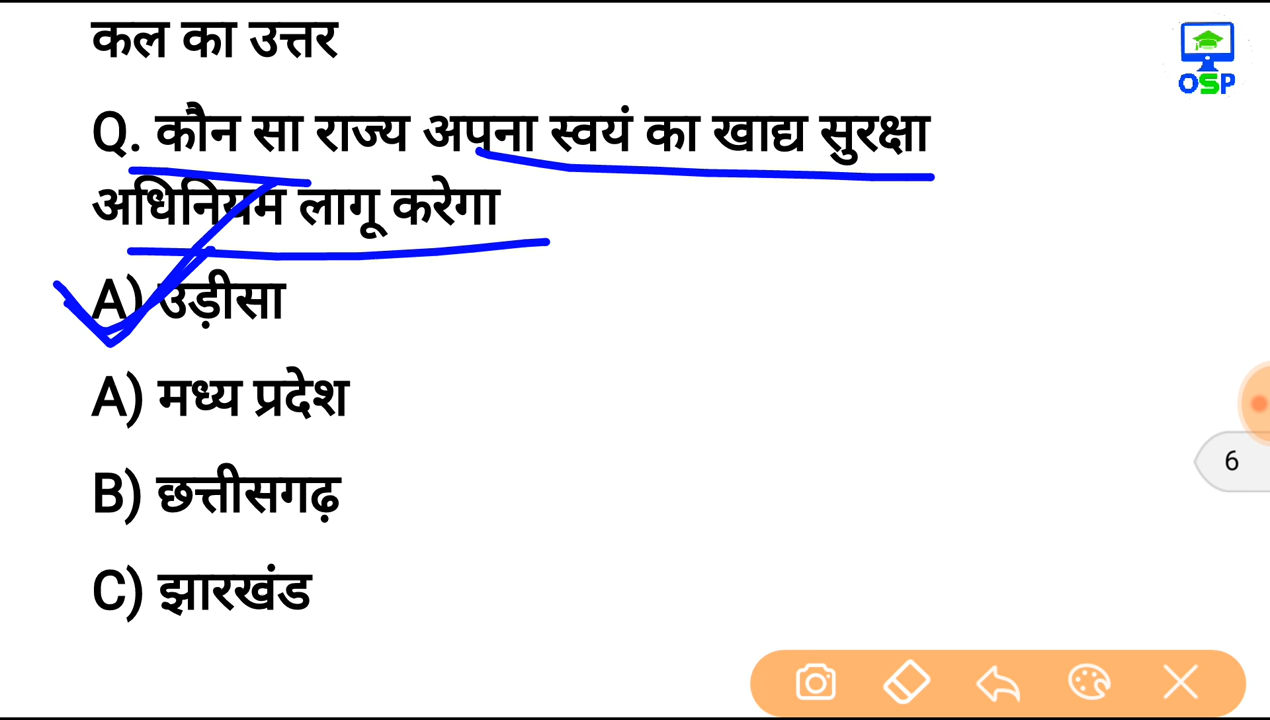 कल का उत्तर
OSP
Q. कौन सा राज्य अपना स्वयं का खाद्य सुरक्षा
अधिनियम लागू करेगा
A) उड़ीसा
A) मध्य प्रदेश
B) छत्तीसगढ़
C) झारखंड
6